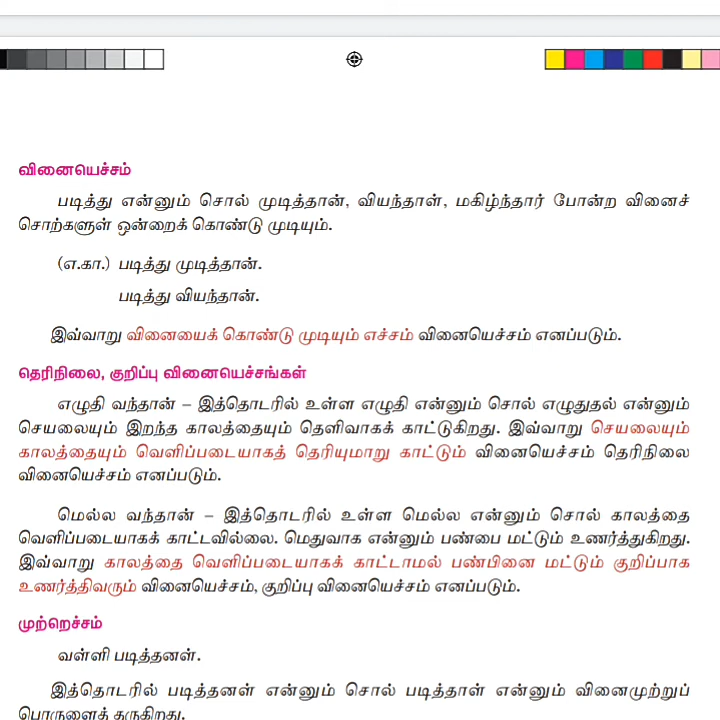 வினையெச்சம்
படித்து என்னும் சொல் முடித்தான், வியந்தாள், மகிழ்ந்தார் போன்ற வினைச்
சொற்களுள் ஒன்றைக் கொண்டு முடியும்.
(எ.கா.) படித்து முடித்தான்.
படித்து வியந்தான்.
இவ்வாறு வினையைக் கொண்டு முடியும் எச்சம் வினையெச்சம் எனப்படும்.
தெரிநிலை, குறிப்பு வினையெச்சங்கள்
எழுதி வந்தான் – இத்தொடரில் உள்ள எழுதி என்னும் சொல் எழுதுதல் என்னும்
செயலையும் இறந்த காலத்தையும் தெளிவாகக் காட்டுகிறது. இவ்வாறு செயலையும்
காலத்தையும் வெளிப்படையாகத் தெரியுமாறு காட்டும் வினையெச்சம் தெரிநிலை
வினையெச்சம் எனப்படும்.
மெல்ல வந்தான் – இத்தொடரில் உள்ள மெல்ல என்னும் சொல் காலத்தை
வெளிப்படையாகக் காட்டவில்லை. மெதுவாக என்னும் பண்பை மட்டும் உணர்த்துகிறது.
இவ்வாறு காலத்தை வெளிப்படையாகக் காட்டாமல் பண்பினை மட்டும் குறிப்பாக
உணர்த்திவரும் வினையெச்சம், குறிப்பு வினையெச்சம் எனப்படும்.
முற்றெச்சம்
வள்ளி படித்தனள்.
இத்தொடரில் படித்தனள் என்னும் சொல் படித்தாள் என்னும் வினைமுற்றுப்
பொருளைத் தருகிறது.